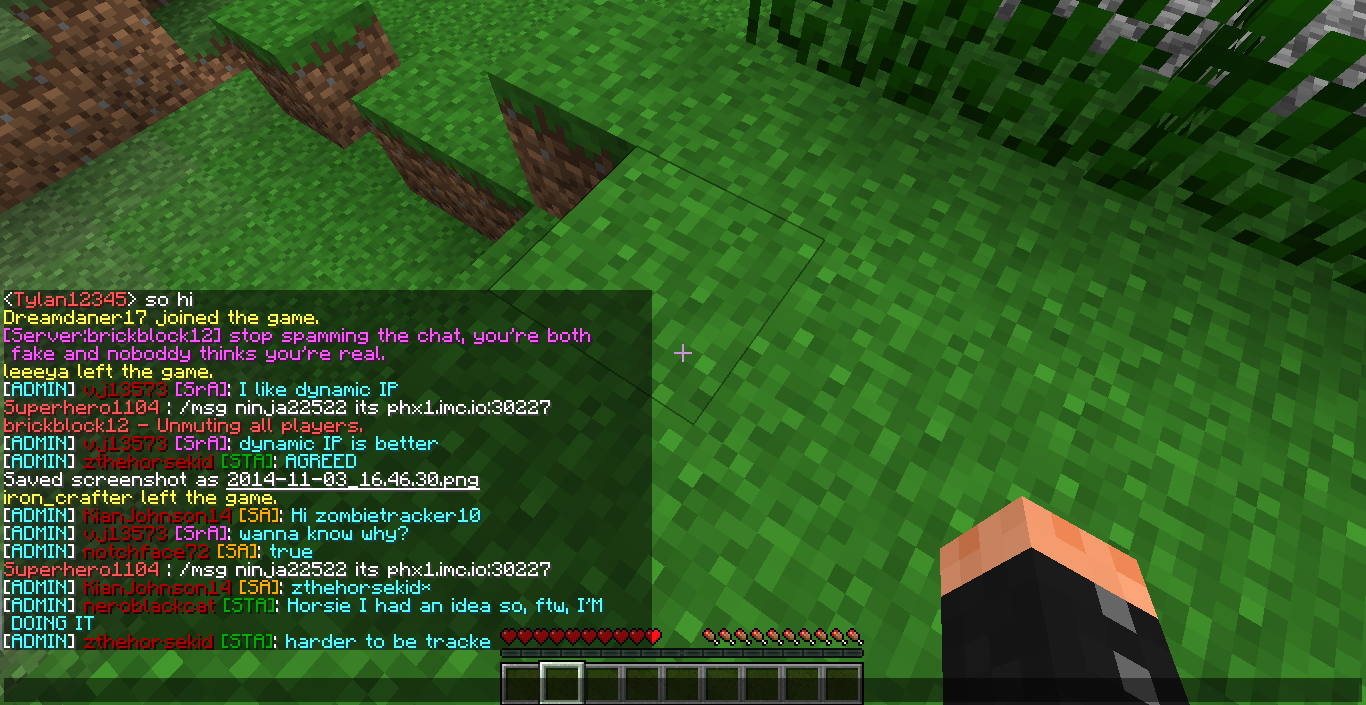 <Tylan12345> so hi
Dreamdaner17 joined the game.
[Server:brickblock12] stop spamming the chat, you're both
fake and noboddy thinks you're real.
leeeya left the game.
[ADMIN] vj13573 [SrA]: I like dynamic IP
Superhero1104 : /msg ninja22522 its phx1.imc.io:30227
brickblock12 - Unmuting all players.
[ADMIN] vj13573 [SrA]: dynamic IP is better
[ADMIN] zthehorsekid [STA]: AGREED
Saved screenshot as 2014-11-03_16.46.30.png
iron_crafter left the game.
[ADMIN] KianJohnson14 [SA]: Hi zombietracker10
[ADMIN] vj13573 [SrA]: wanna know why?
[ADMIN] notchface72 [SA]: true
Superhero1104 : /msg ninja22522 its phx1.imc.io:30227
[ADMIN] KianJohnson14 [SA]: zthehorsekid*
[ADMIN] neroblackcat [STA]: Horsie I had an idea so, ftw, I'M
DOING IT
[ADMIN] zthehorsekid [STA]: harder to be tracke